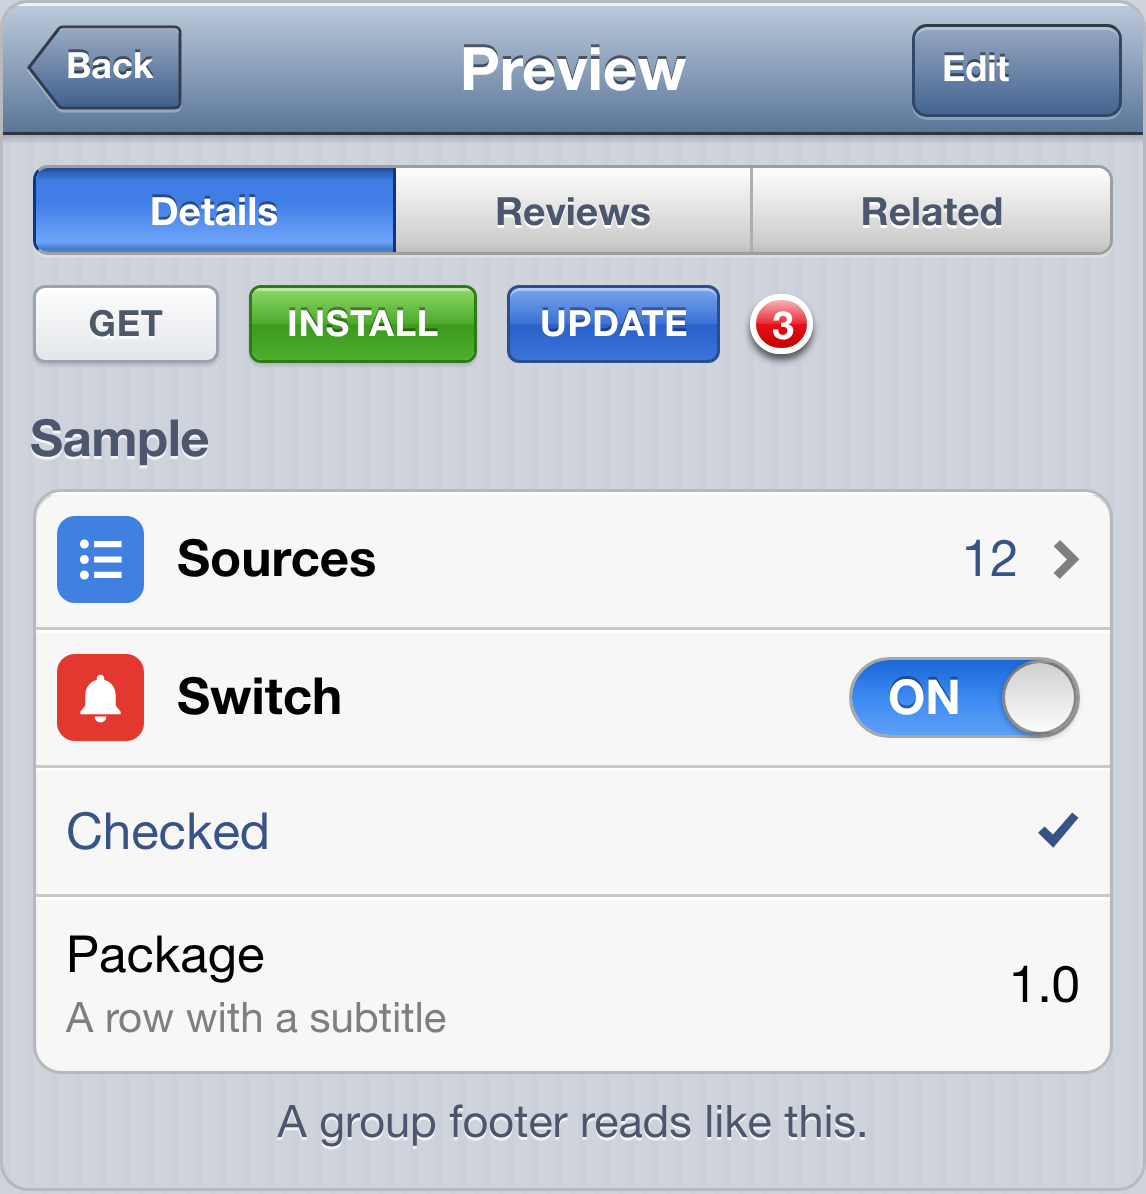 Back Preview Edit
Details Reviews Related
GET INSTALL UPDATE 3
Sample
Sources 12
Switch ON
Checked
Package
1.0
A row with a subtitle
A group footer reads like this.